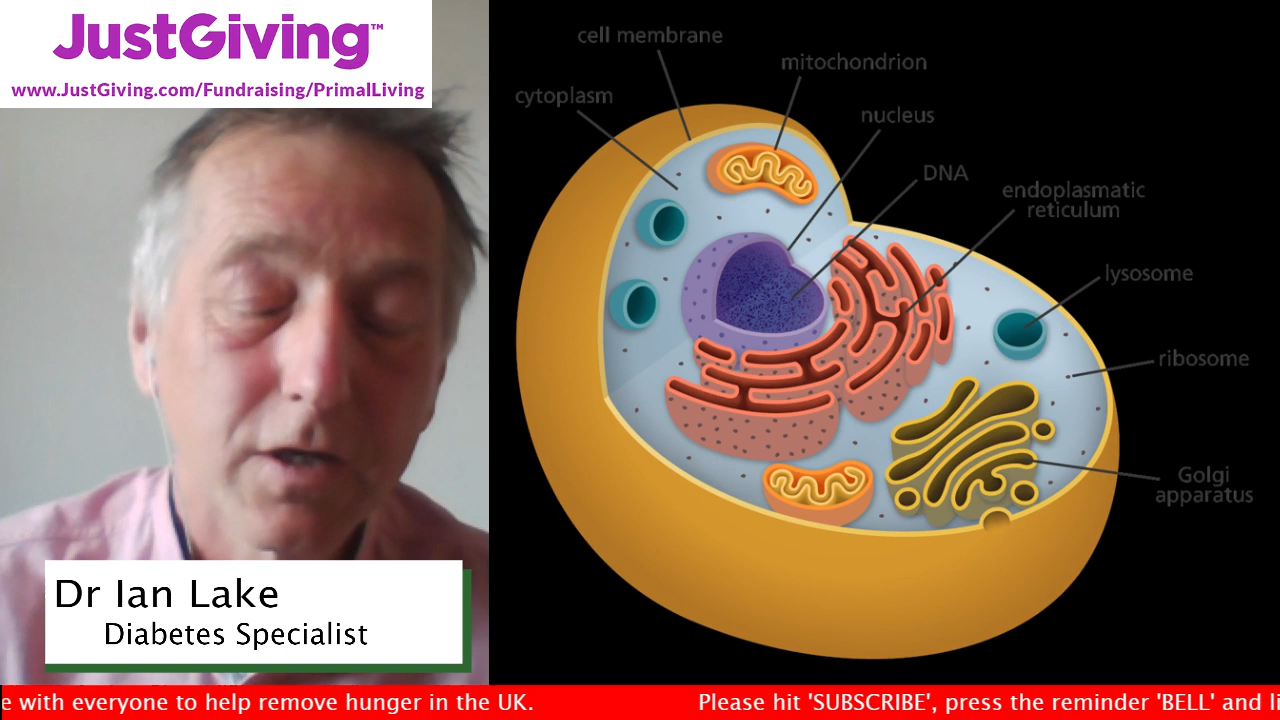 JustGiving™
www.JustGiving.com/Fundraising/PrimalLiving
cell membrane
mitochondrion
cytoplasm
nucleus
DNA
endoplasmatic
reticulum
lysosome
ribosome
Golgi
apparatus
Dr Ian Lake
Diabetes Specialist
e with everyone to help remove hunger in the UK. Please hit 'SUBSCRIBE', press the reminder 'BELL' and li